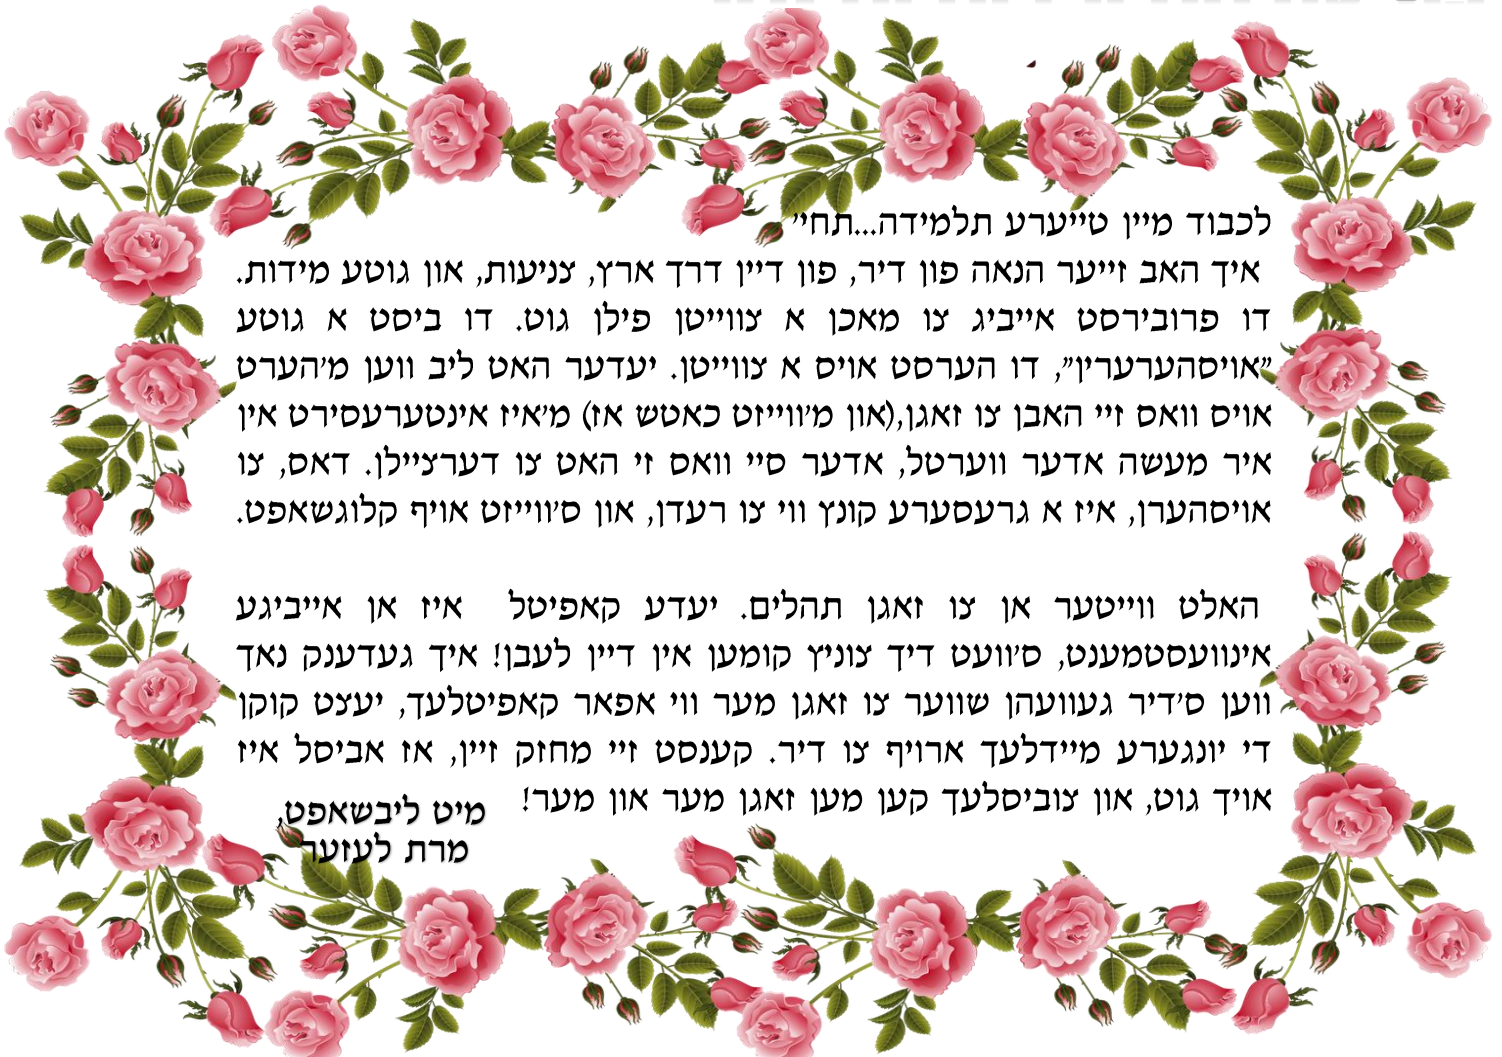 לכבוד מיין טייערע תלמידה...תחי׳
איך האב זייער הנאה פון דיר, פון דיין דרך ארץ, צניעות, און גוטע מידות.
דו פרובירסט אייביג צו מאכן א צווייטן פילן גוט. דו ביסט א גוטע
״אויסהערערין״, דו הערסט אויס א צווייטן. יעדער האט ליב ווען מ׳הערט
אויס וואס זיי האבן צו זאגן,(און מ׳ווייזט כאטש אז) מ׳איז אינטערעסירט אין
איר מעשה אדער ווערטל, אדער סיי וואס זי האט צו דערציילן. דאס, צו
אויסהערן, איז א גרעסערע קונץ ווי צו רעדן, און ס׳ווייזט אויף קלוגשאפט.
האלט ווייטער אן צו זאגן תהלים. יעדע קאפיטל איז אן אייביגע
אינוועסטמענט, ס׳וועט דיך צוניץ קומען אין דיין לעבן! איך געדענק נאך
ווען ס׳דיר געוועהן שווער צו זאגן מער ווי אפאר קאפיטלעך, יעצט קוקן
די יונגערע מיידלעך ארויף צו דיר. קענסט זיי מחזק זיין, אז אביסל איז
אויך גוט, און צוביסלעך קען מען זאגן מער און מער!
מיט ליבשאפט,
מרת לעזער